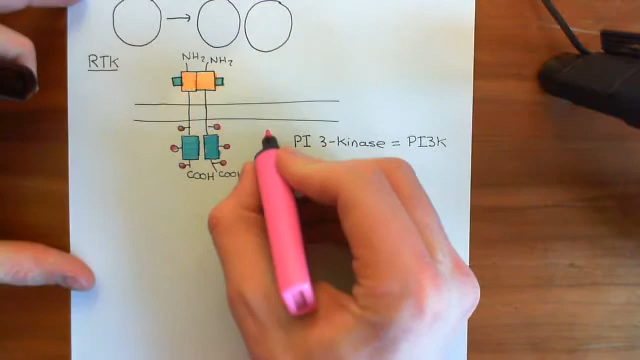 RTK
NH2 NH2
PI 3-kinase = PI3K
COOH COOH